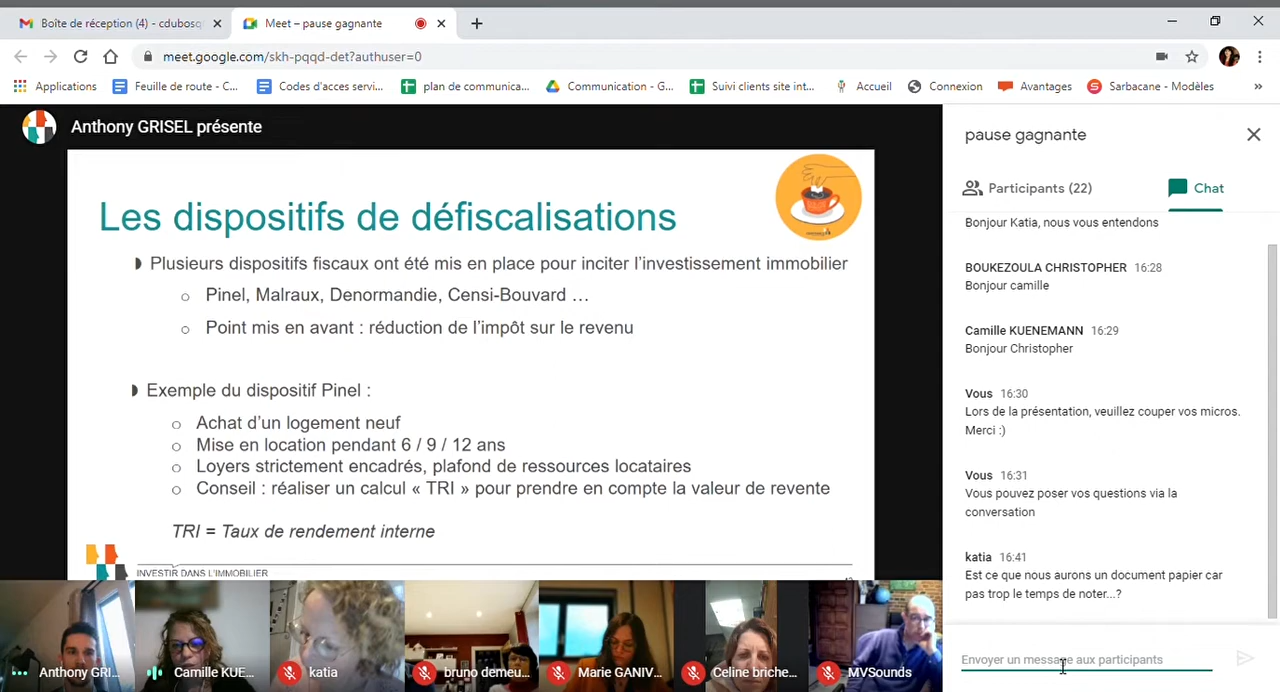 Boîte de réception (4) - cdubosq
Meet – pause gagnante
meet.google.com/skh-pqqd-det?authuser=0
Applications
Feuille de route - C...
Codes d'acces servi...
plan de communica...
Communication - G...
Suivi clients site int...
Accueil
Connexion
Avantages
Sarbacane - Modèles
»
Anthony GRISEL présente
Les dispositifs de défiscalisations
Plusieurs dispositifs fiscaux ont été mis en place pour inciter l'investissement immobilier
Pinel, Malraux, Denormandie, Censi-Bouvard …
Point mis en avant : réduction de l'impôt sur le revenu
Exemple du dispositif Pinel :
Achat d'un logement neuf
Mise en location pendant 6 / 9 / 12 ans
Loyers strictement encadrés, plafond de ressources locataires
Conseil : réaliser un calcul « TRI » pour prendre en compte la valeur de revente
TRI = Taux de rendement interne
INVESTIR DANS L'IMMOBILIER
Anthony GRI...
Camille KUE...
katia
bruno demeu...
Marie GANIV...
Celine briche...
MVSounds
pause gagnante
Participants (22)
Chat
Bonjour Katia, nous vous entendons
BOUKEZOULA CHRISTOPHER 16:28
Bonjour camille
Camille KUENEMANN 16:29
Bonjour Christopher
Vous 16:30
Lors de la présentation, veuillez couper vos micros.
Merci :)
Vous 16:31
Vous pouvez poser vos questions via la
conversation
katia 16:41
Est ce que nous aurons un document papier car
pas trop le temps de noter...?
Envoyer un message aux participants